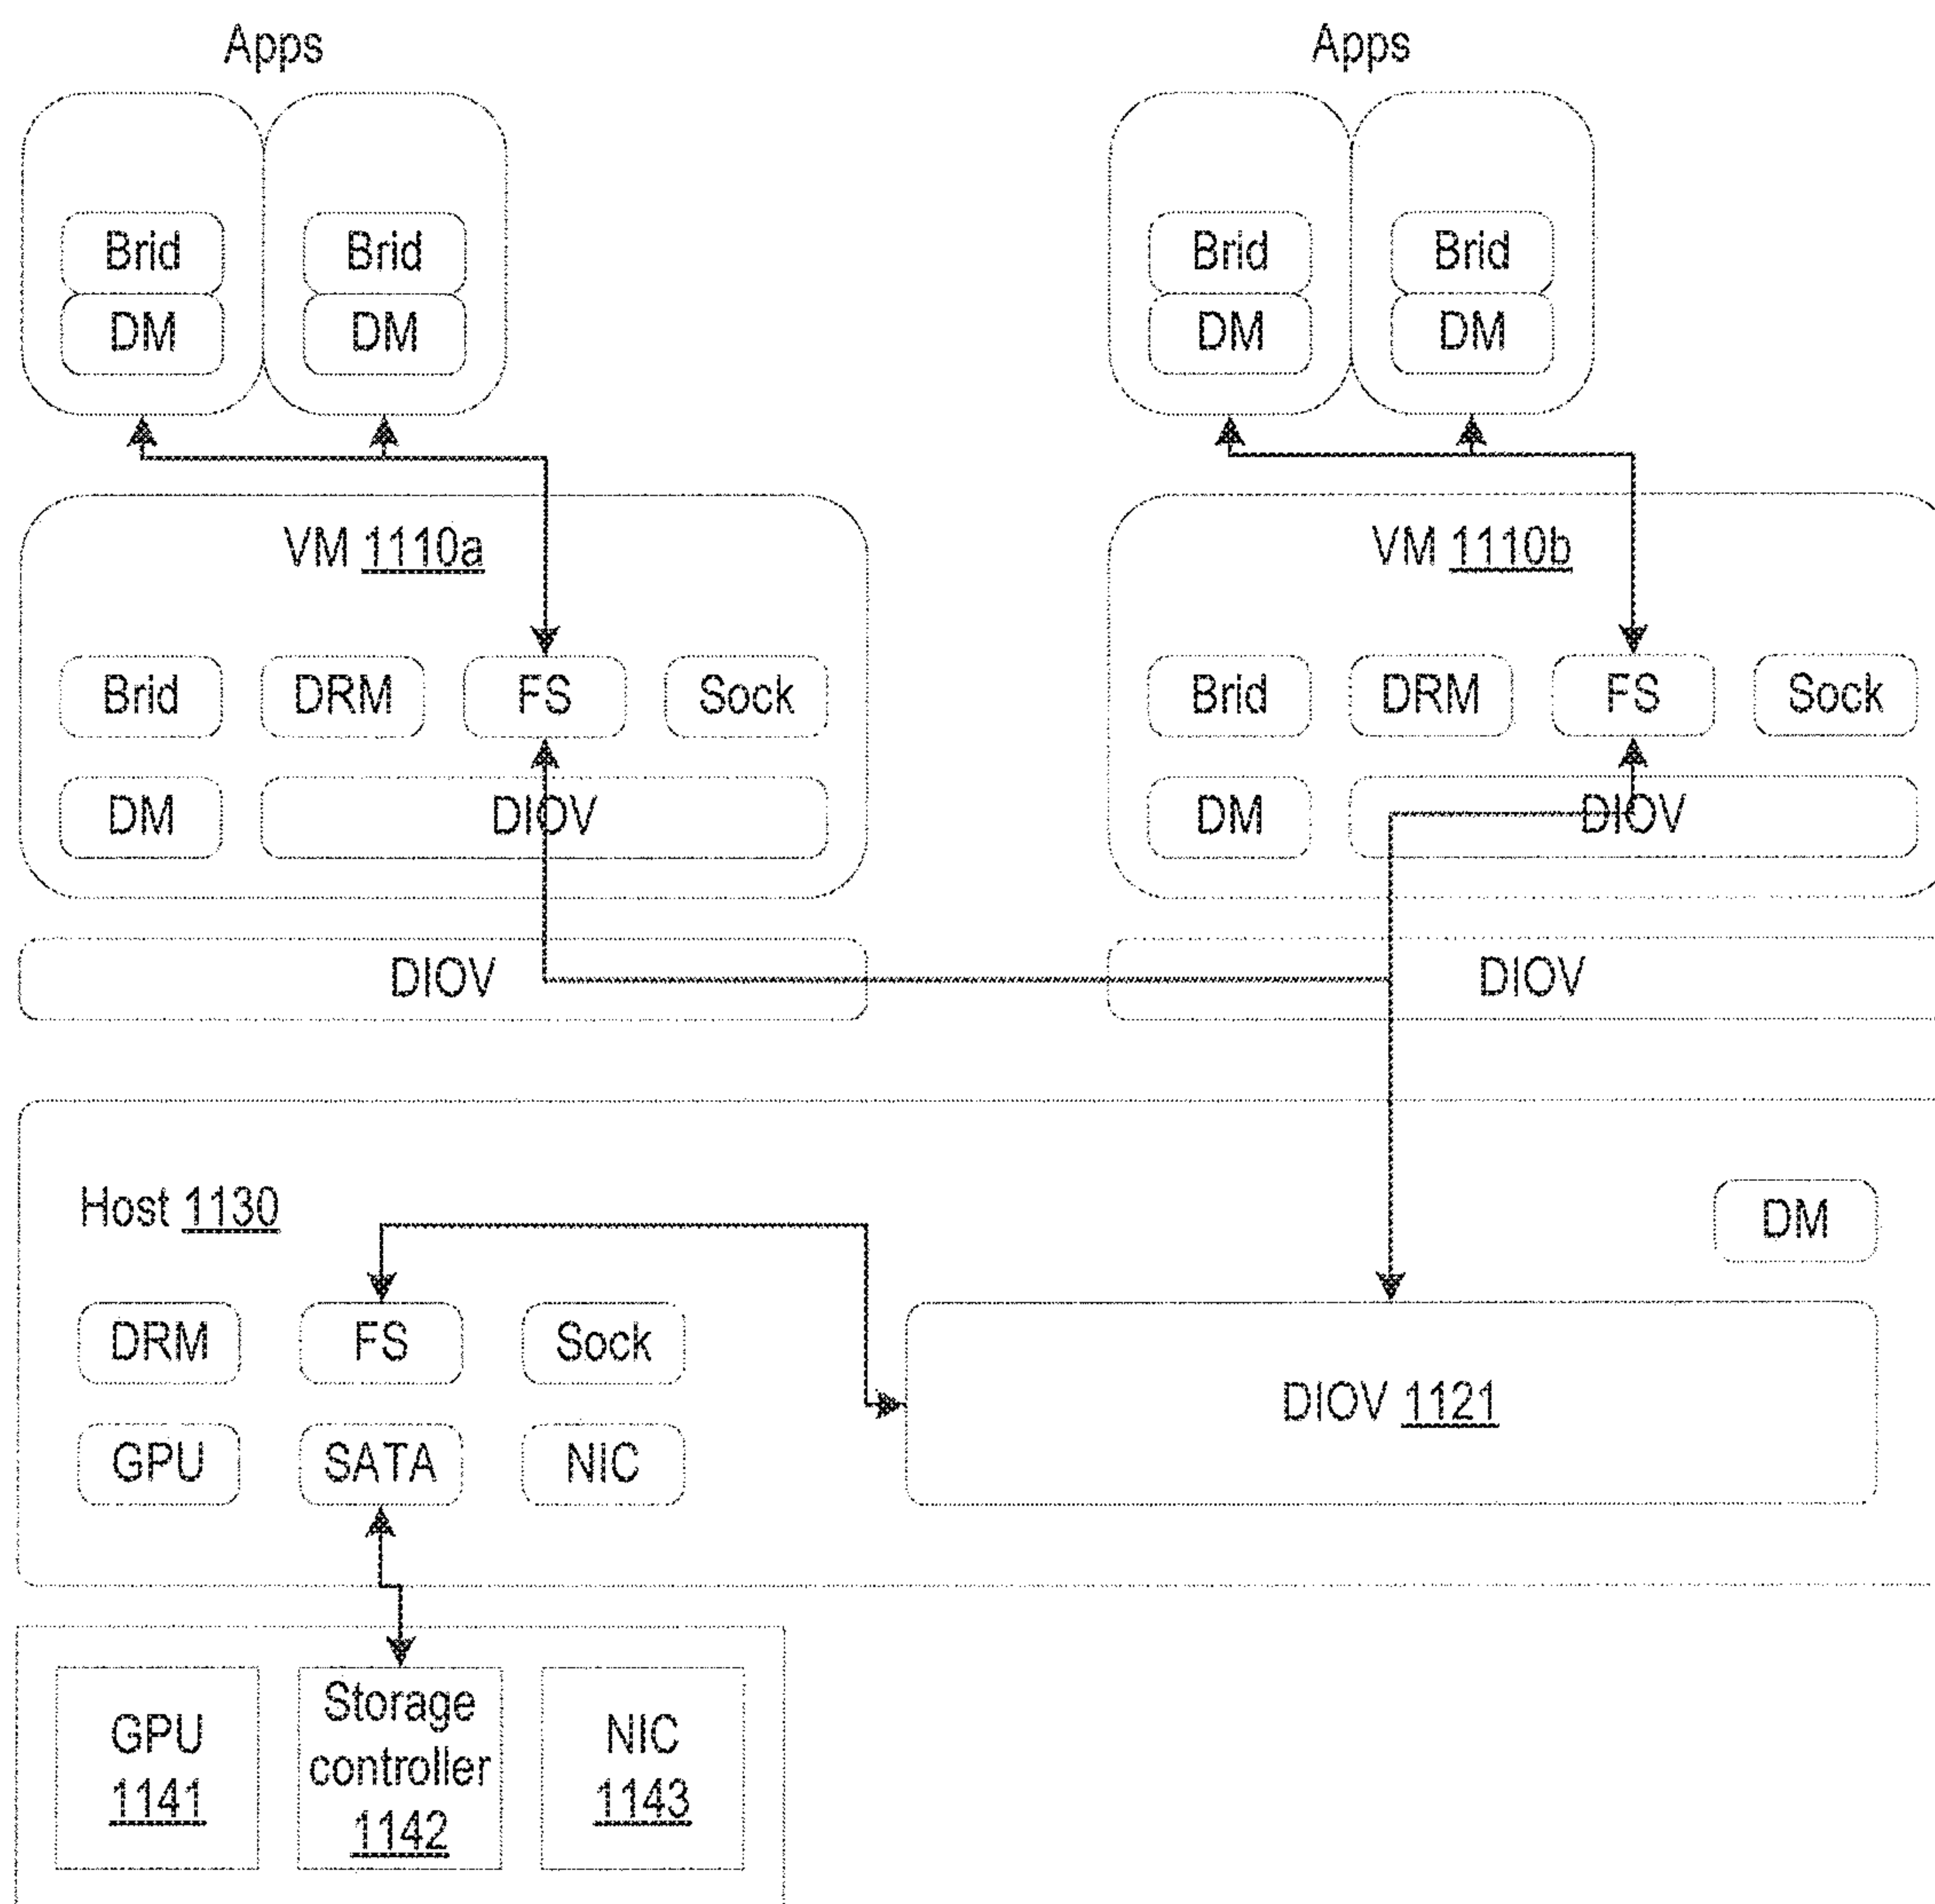 Apps Apps
Brid Brid Brid Brid
DM DM DM DM
VM 1110a VM 1110b
Brid DRM FS Sock Brid DRM FS Sock
DM DIOV DM DIOV
DIOV DIOV
Host 1130 DM
DRM FS Sock
DIOV 1121
GPU SATA NIC
GPU
1141
Storage
controller
1142
NIC
1143